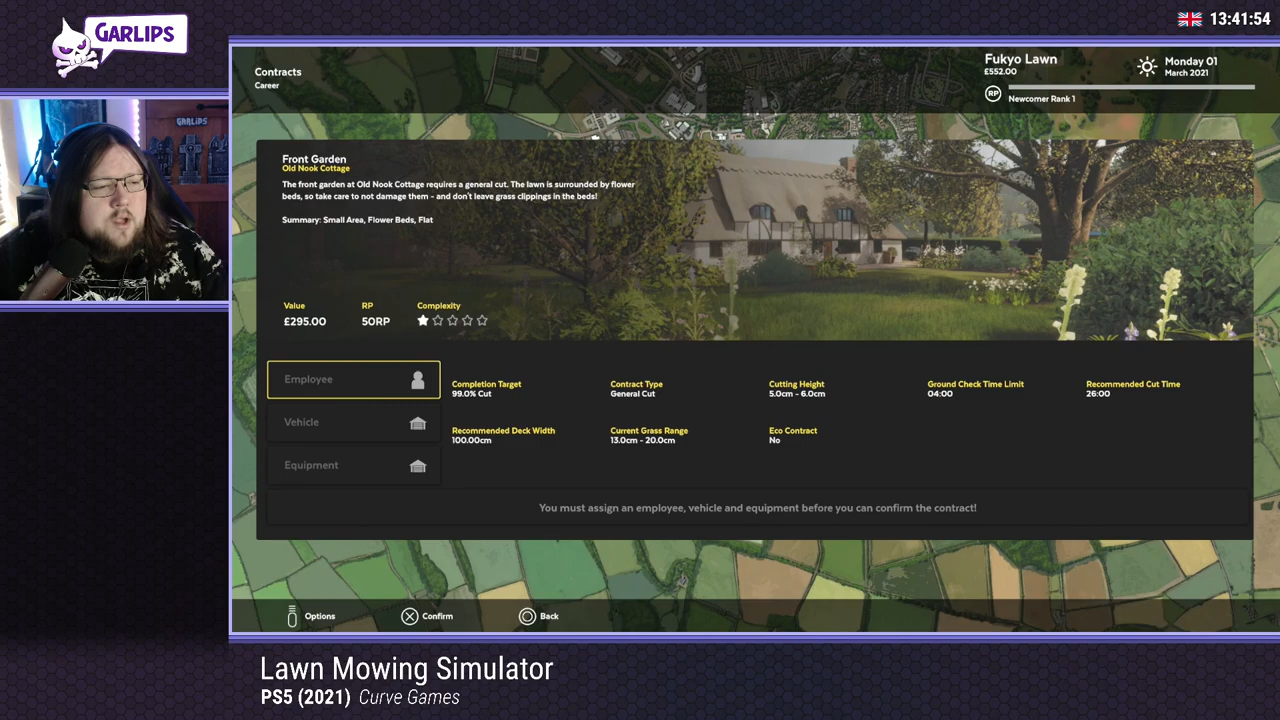 GARLIPS
13:41:54
GARLIPS
Contracts
Career
Fukyo Lawn
£552.00
Monday 01
March 2021
RP
Newcomer Rank 1
Front Garden
Old Nook Cottage
The front garden at Old Nook Cottage requires a general cut. The lawn is surrounded by flower
beds, so take care to not damage them - and don't leave grass clippings in the beds!
Summary: Small Area, Flower Beds, Flat
Value
£295.00
RP
50RP
Complexity
Employee
Vehicle
Equipment
Completion Target
99.0% Cut
Contract Type
General Cut
Cutting Height
5.0cm - 6.0cm
Ground Check Time Limit
04:00
Recommended Cut Time
26:00
Recommended Deck Width
100.00cm
Current Grass Range
13.0cm - 20.0cm
Eco Contract
No
You must assign an employee, vehicle and equipment before you can confirm the contract!
Options
Confirm
Back
Lawn Mowing Simulator
PS5 (2021) Curve Games